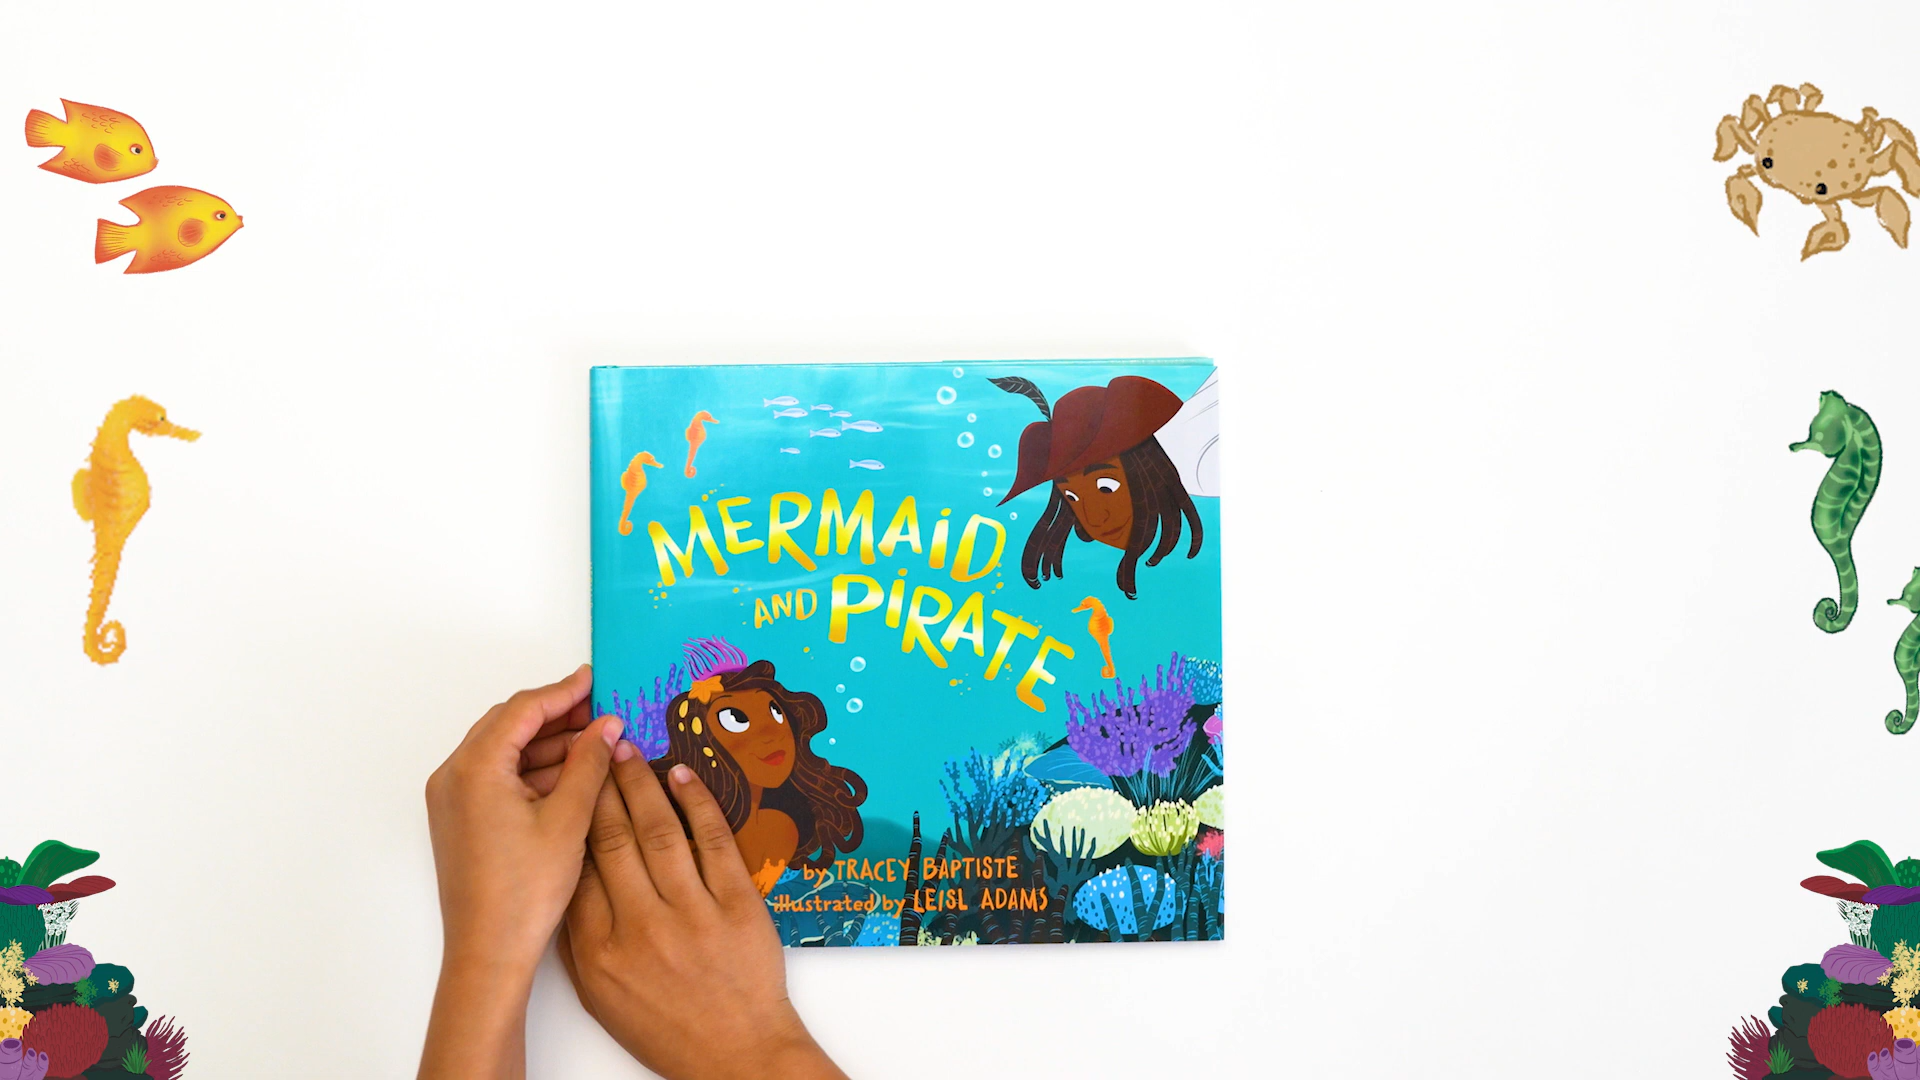 MERMAiD
AND PiRATE
by TRACEY BAPTISTE
illustrated by LEISL ADAMS